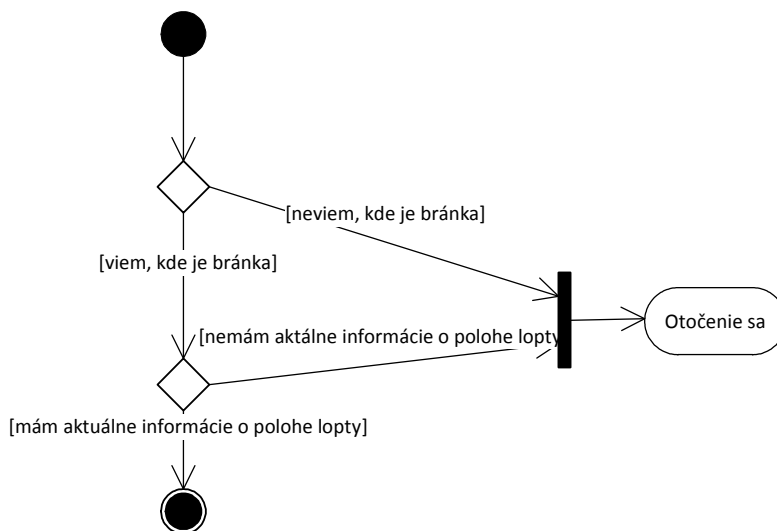 [neviem, kde je bránka]
[viem, kde je bránka]
Otočenie sa
[nemám aktálne informácie o polohe lopty
[mám aktuálne informácie o polohe lopty]